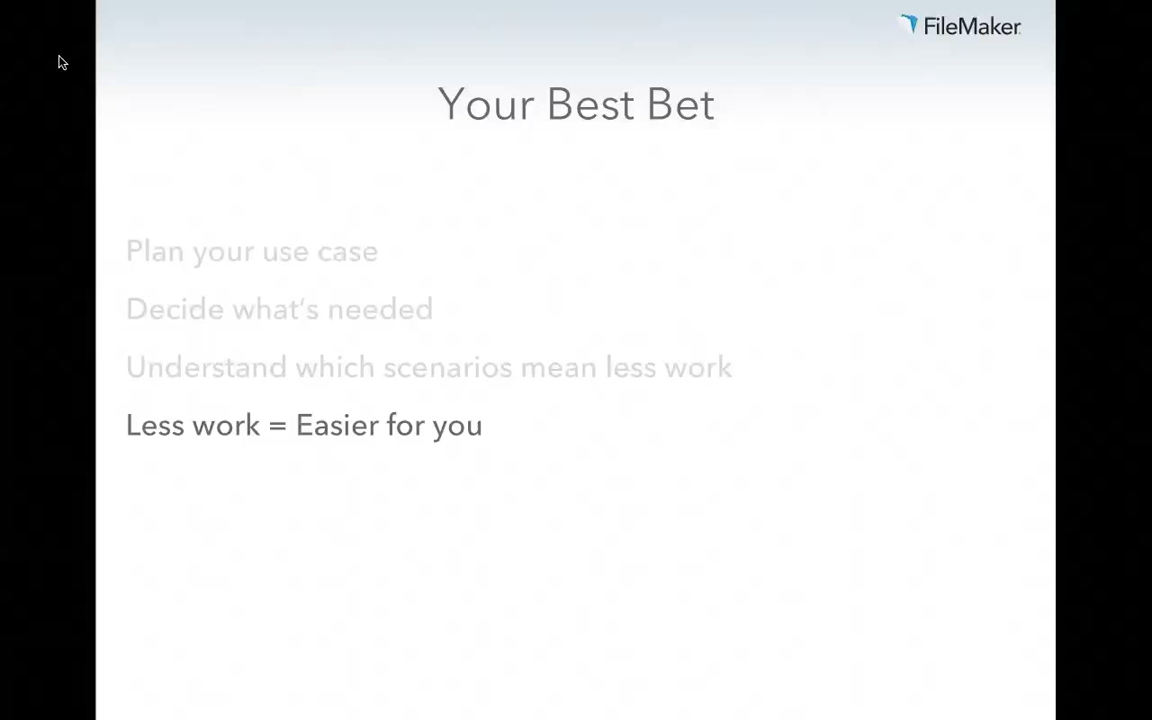 FileMaker
Your Best Bet
Plan your use case
Decide what's needed
Understand which scenarios mean less work
Less work = Easier for you